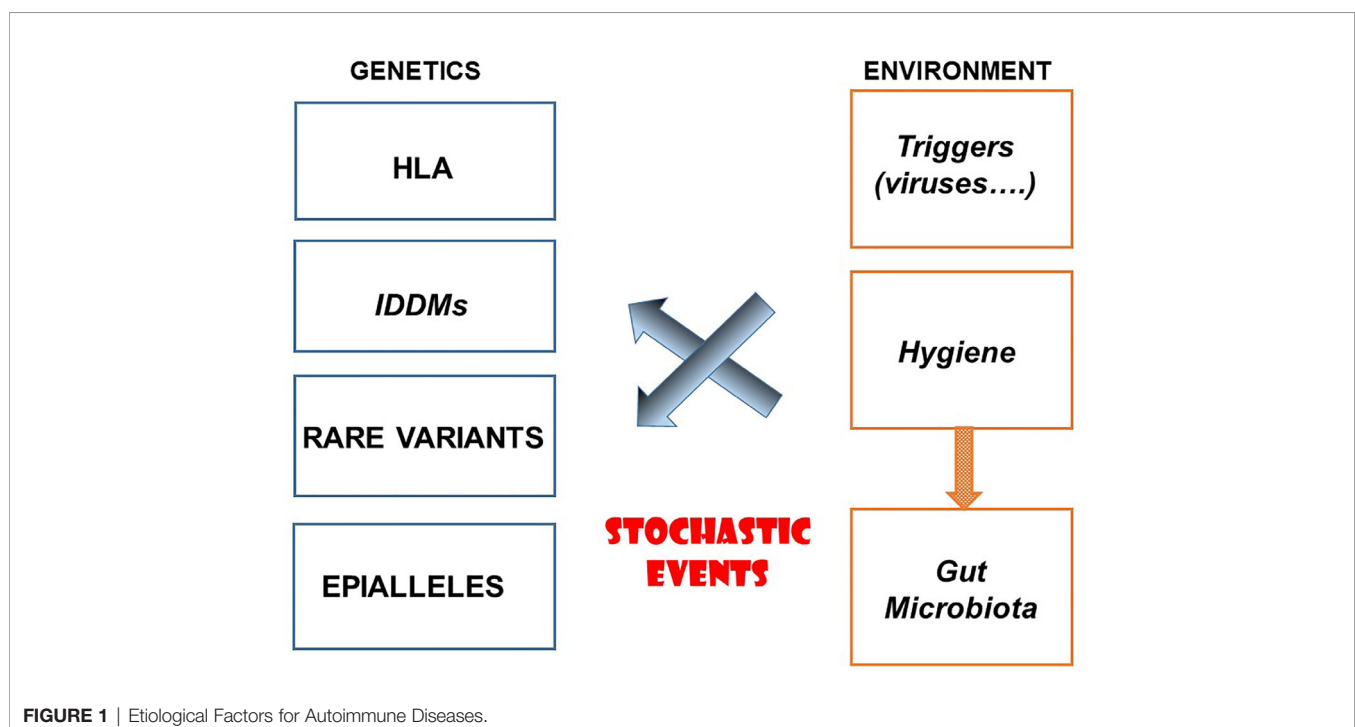 GENETICS
HLA
IDDMs
RARE VARIANTS
EPIALLELES
STOCHASTIC
EVENTS
ENVIRONMENT
Triggers
(viruses….)
Hygiene
Gut
Microbiota
FIGURE 1 | Etiological Factors for Autoimmune Diseases.